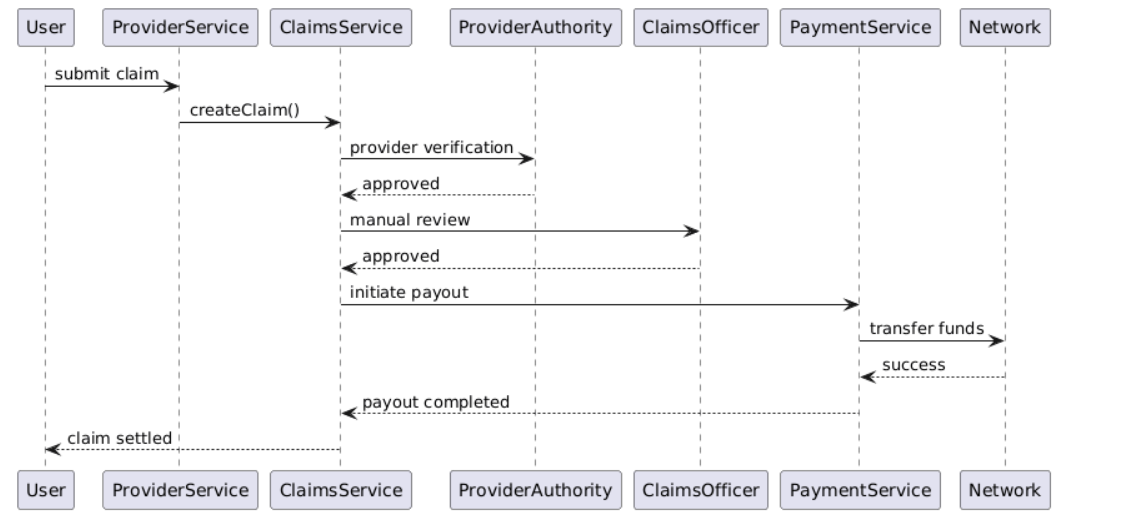 User ProviderService ClaimsService ProviderAuthority ClaimsOfficer PaymentService Network
submit claim
createClaim()
provider verification
approved
manual review
approved
initiate payout
transfer funds
success
payout completed
claim settled
User ProviderService ClaimsService ProviderAuthority ClaimsOfficer PaymentService Network